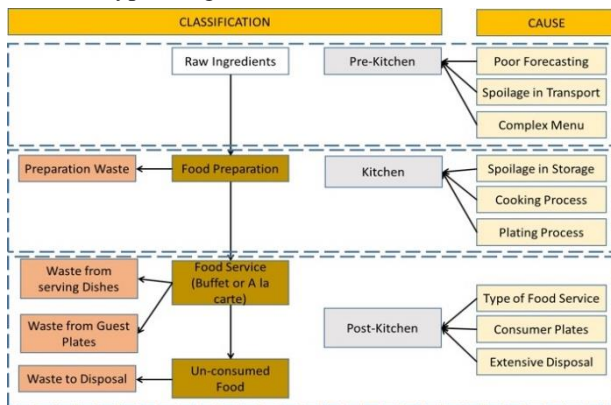 CLASSIFICATION
CAUSE
Raw Ingredients
Pre-Kitchen
Poor Forecasting
Spoilage in Transport
Complex Menu
Preparation Waste
Food Preparation
Kitchen
Spoilage in Storage
Cooking Process
Plating Process
Waste from
serving Dishes
Food Service
(Buffet or A la
carte)
Waste from Guest
Plates
Post-Kitchen
Type of Food Service
Consumer Plates
Extensive Disposal
Waste to Disposal
Un-consumed
Food